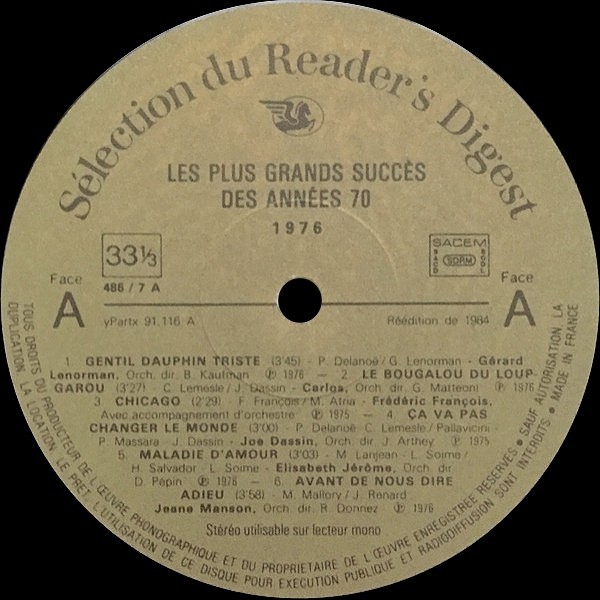 Sélection du Reader's Digest
LES PLUS GRANDS SUCCÈS
DES ANNÉES 70
1976
33 1/3
SACEM
SDRM
486 / 7 A
Face
A
Face
A
yPartx 91.116 A
Réédition de 1984
1. GENTIL DAUPHIN TRISTE (3'45) - P. Delanoë / G. Lenorman - Gérard
Lenorman, Orch. dir. B. Kaufman ℗ 1976 — 2. LE BOUGALOU DU LOUP-
GAROU (3'27) - C. Lemesle / J. Dassin - Carlos, Orch dir. G. Matteoni ℗ 1976
3. CHICAGO (2'29) - F. François / M. Atria - Frédéric François,
Avec accompagnement d'orchestre ℗ 1975 — 4. ÇA VA PAS
CHANGER LE MONDE (3'00) - P. Delanoë C. Lemesle / Pallavicini
P. Massara - J. Dassin - Joe Dassin, Orch dir J. Arthey ℗ 1975
5. MALADIE D'AMOUR (3'03) - M. Lanjean - L. Soime /
H. Salvador - L. Soime - Elisabeth Jérôme, Orch. dir
D. Pépin ℗ 1976 — 6. AVANT DE NOUS DIRE
ADIEU (3'58) - M. Mallory / J. Renard
Jeane Manson, Orch. dir. R. Donnez ℗ 1976
Stéréo utilisable sur lecteur mono
TOUS DROITS DU PRODUCTEUR DE L'ŒUVRE PHONOGRAPHIQUE ET DU PROPRIETAIRE DE L'ŒUVRE ENREGISTREE RESERVES • SAUF AUTORISATION LA
DUPLICATION LA LOCATION LE PRET, L'UTILISATION DE CE DISQUE POUR EXECUTION PUBLIQUE ET RADIODIFFUSION SONT INTERDITS • MADE IN FRANCE